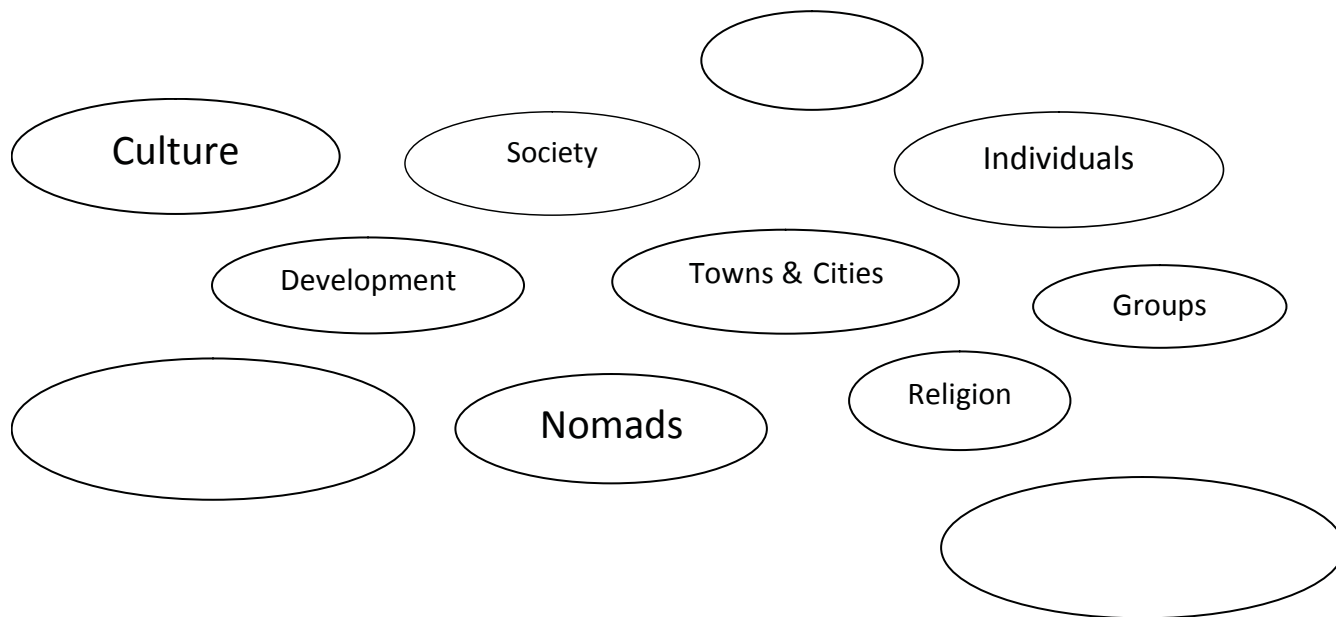 Culture
Society
Individuals
Development
Towns & Cities
Groups
Nomads
Religion